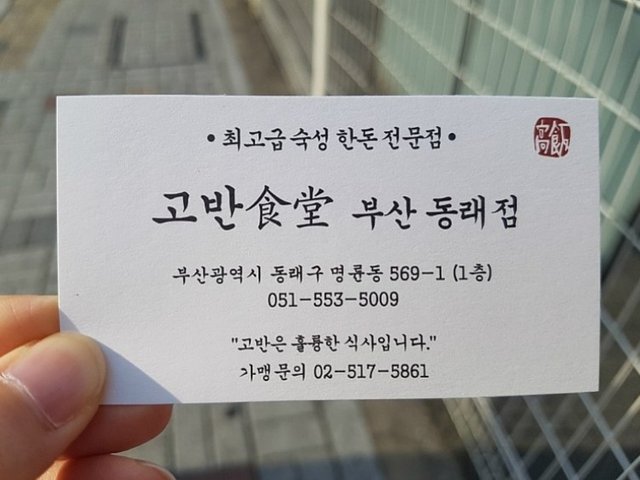 •최고급 숙성 한돈 전문점•
高飯
고반食堂 부산 동래점
부산광역시 동래구 명륜동 569-1 (1층)
051-553-5009
"고반은 훌륭한 식사입니다."
가맹문의 02-517-5861